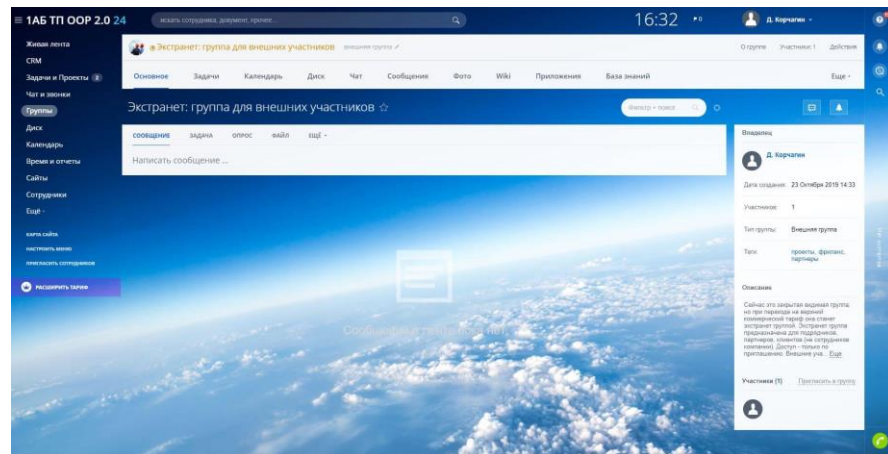 1АБ ТП ООР 2.0 24
искать сотрудника, документ, прочее...
16:32
0
Д. Корчагин
Живая лента
CRM
Задачи и Проекты 2
Чат и звонки
Группы
Диск
Календарь
Время и отчеты
Сайты
Сотрудники
Ещё
КАРТА САЙТА
НАСТРОИТЬ МЕНЮ
ПРИГЛАСИТЬ СОТРУДНИКОВ
РАСШИРИТЬ ТАРИФ
Экстранет: группа для внешних участников внешняя группа
О группе Участники: 1 Действия
Основное Задачи Календарь Диск Чат Сообщения Фото Wiki Приложения База знаний Еще
Экстранет: группа для внешних участников
Фильтр + поиск
СООБЩЕНИЕ ЗАДАЧА ОПРОС ФАЙЛ ЕЩЁ
Написать сообщение ...
Владелец
Д. Корчагин
Дата создания: 23 Октября 2019 14:33
Участников: 1
Тип группы: Внешняя группа
Теги: проекты, фриланс,
партнеры
Описание
Сейчас это закрытая видимая группа,
но при переходе на верхний
коммерческий тариф она станет
экстранет группой. Экстранет группа
предназначена для подрядчиков,
партнеров, клиентов (не сотрудников
компании). Доступ - только по
приглашению. Внешние уча... Еще
Участники (1) Пригласить в группу